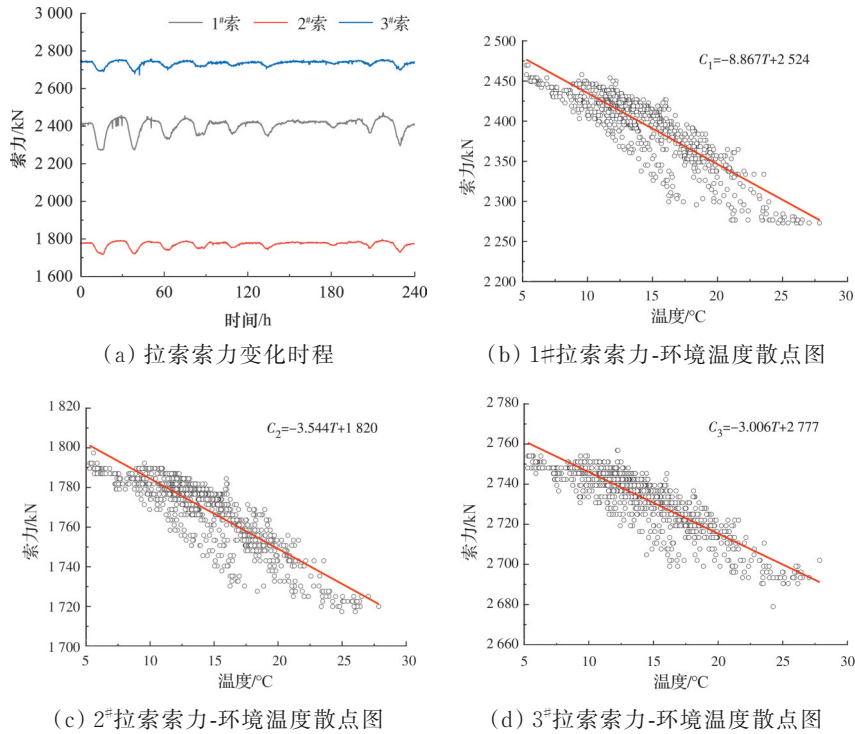 1#索 2#索 3#索
3 000
2 800
2 600
2 400
2 200
2 000
1 800
1 600
索力/kN
0 60 120 180 240
时间/h
(a) 拉索索力变化时程
C₁=−8.867T+2 524
2 500
2 450
2 400
2 350
2 300
2 250
2 200
索力/kN
5 10 15 20 25 30
温度/°C
(b) 1#拉索索力-环境温度散点图
C₂=−3.544T+1 820
1 820
1 800
1 780
1 760
1 740
1 720
1 700
索力/kN
5 10 15 20 25 30
温度/°C
(c) 2#拉索索力-环境温度散点图
C₃=−3.006T+2 777
2 780
2 760
2 740
2 720
2 700
2 680
2 660
索力/kN
5 10 15 20 25 30
温度/°C
(d) 3#拉索索力-环境温度散点图